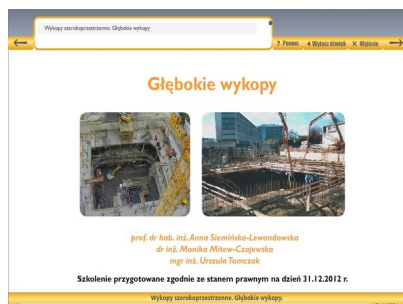 Wykopy szerokoprzestrzenne. Głębokie wykopy
? Pomoc Wyłącz dźwięk X Wyjście
Głębokie wykopy
prof. dr hab. inż. Anna Siemińska-Lewandowska
dr inż. Monika Mitew-Czajewska
mgr inż. Urszula Tomczak
Szkolenie przygotowane zgodnie ze stanem prawnym na dzień 31.12.2012 r.
Wykopy szerokoprzestrzenne. Głębokie wykopy.